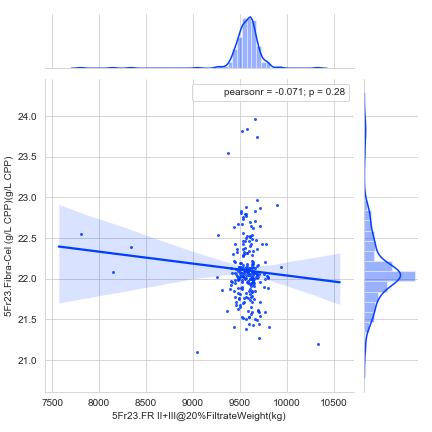 pearsonr = -0.071; p = 0.28
24.0
23.5
23.0
22.5
22.0
21.5
21.0
5Fr23.Fibra-Cel (g/L CPP)(g/L CPP)
7500 8000 8500 9000 9500 10000 10500
5Fr23.FR II+III@20%FiltrateWeight(kg)